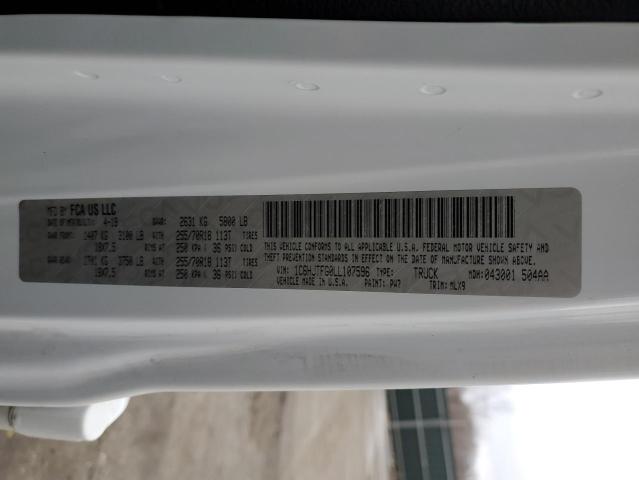 MFD BY FCA US LLC
DATE OF MFR/BUILT: 4-19 GVWR: 2631 KG 5800 LB
GAWR FRONT: 1407 KG 3100 LB WITH 255/70R18 113T TIRES
18X7.5 RIMS AT 250 KPA & 36 PSI COLD
GAWR REAR: 1701 KG 3750 LB WITH 255/70R18 113T TIRES
18X7.5 RIMS AT 250 KPA & 36 PSI COLD
THIS VEHICLE CONFORMS TO ALL APPLICABLE U.S.A. FEDERAL MOTOR VEHICLE SAFETY AND
THEFT PREVENTION STANDARDS IN EFFECT ON THE DATE OF MANUFACTURE SHOWN ABOVE.
VIN: 1C6HJTFG0LL107596 TYPE: TRUCK MDH: 043001 504AA
VEHICLE MADE IN U.S.A. PAINT: PW7 TRIM: MLX9